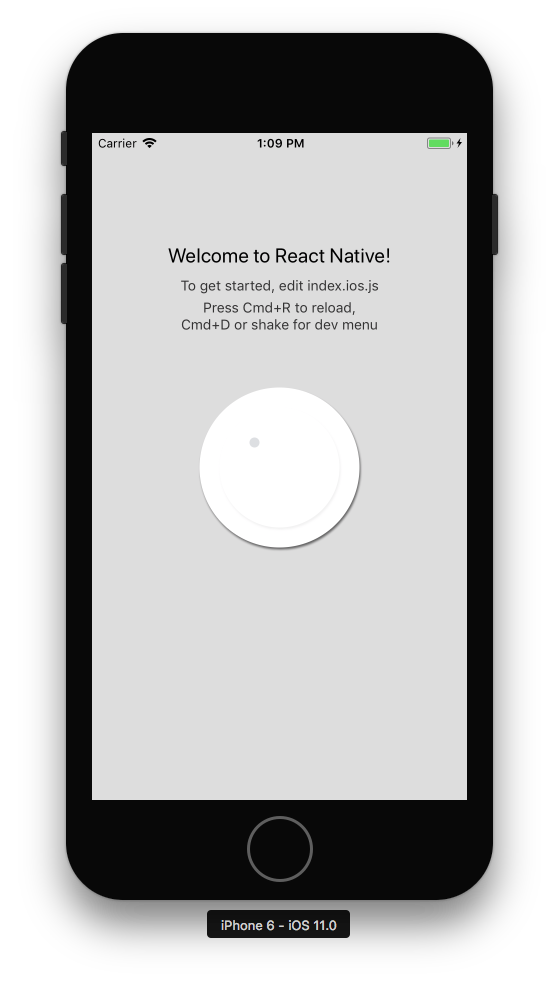 Carrier
1:09 PM
Welcome to React Native!
To get started, edit index.ios.js
Press Cmd+R to reload,
Cmd+D or shake for dev menu
iPhone 6 - iOS 11.0